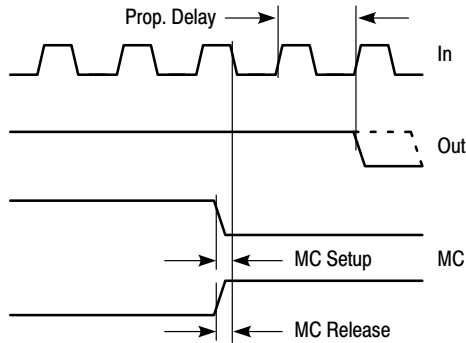 Prop. Delay
In
Out
MC Setup
MC
MC Release